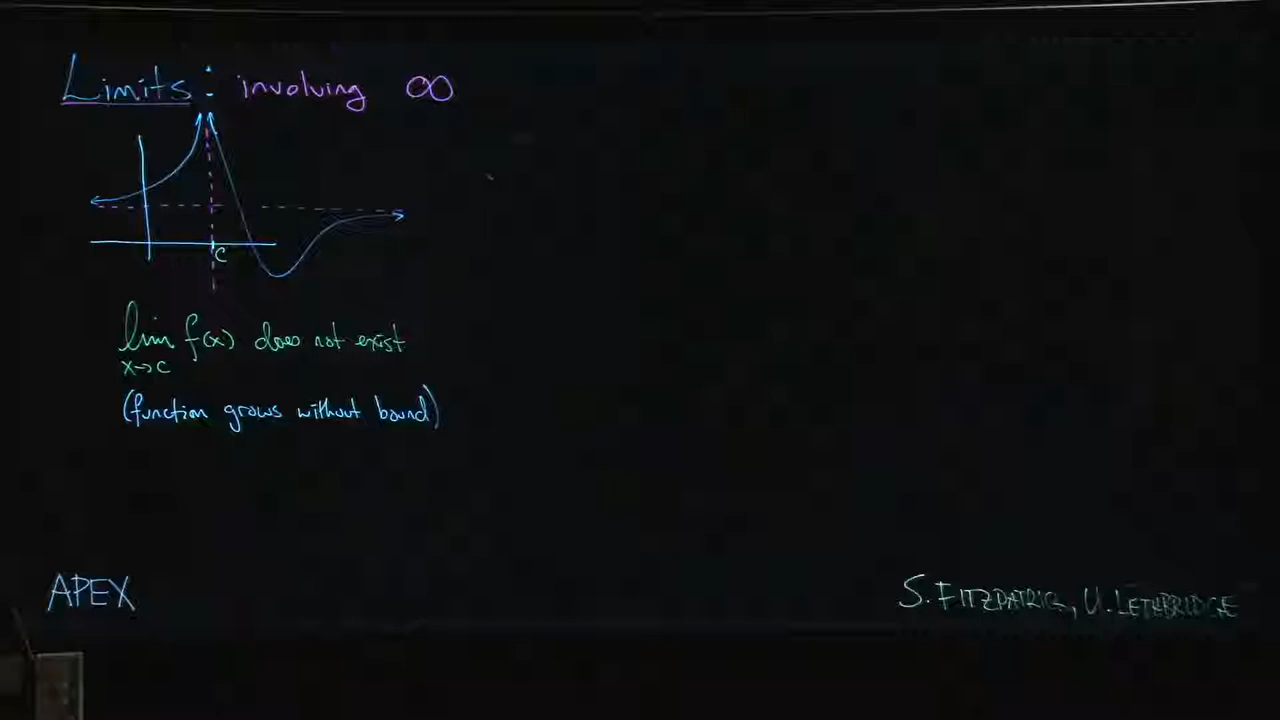 Limits: involving ∞
c
lim f(x) does not exist
x→c
(function grows without bound)
APEX
S. FITZPATRICK, U. LETHBRIDGE